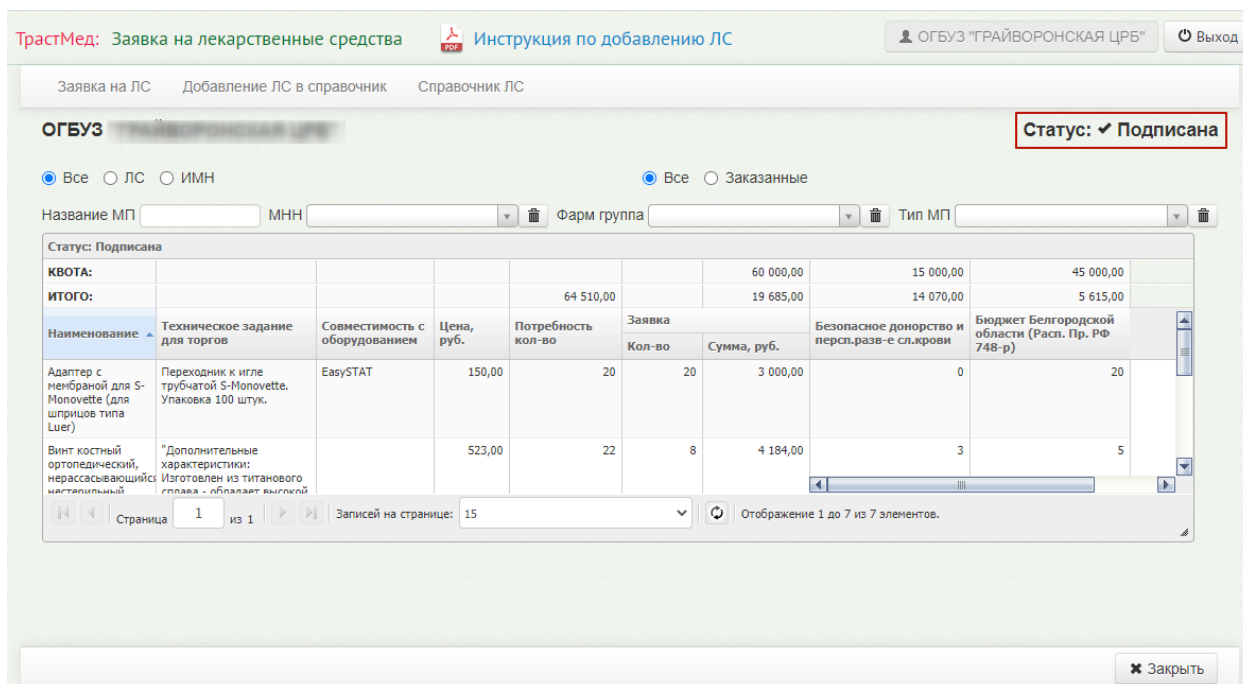 ТрастМед: Заявка на лекарственные средства Инструкция по добавлению ЛС ОГБУЗ "ГРАЙВОРОНСКАЯ ЦРБ" Выход
Заявка на ЛС Добавление ЛС в справочник Справочник ЛС
ОГБУЗ Статус: ✔ Подписана
Все ЛС ИМН Все Заказанные
Название МП МНН Фарм группа Тип МП
Статус: Подписана
КВОТА: 60 000,00 15 000,00 45 000,00
ИТОГО: 64 510,00 19 685,00 14 070,00 5 615,00
Наименование
Техническое задание
для торгов
Совместимость с
оборудованием
Цена,
руб.
Потребность
кол-во
Заявка
Кол-во Сумма, руб.
Безопасное донорство и
персп.разв-е сл.крови
Бюджет Белгородской
области (Расп. Пр. РФ
748-р)
Адаптер с
мембраной для S-
Monovette (для
шприцов типа
Luer)
Переходник к игле
трубчатой S-Monovette.
Упаковка 100 штук.
EasySTAT 150,00 20 20 3 000,00 0 20
Винт костный
ортопедический,
нерассасывающийся
нестерильный
"Дополнительные
характеристики:
Изготовлен из титанового
сплава - обладает высокой
523,00 22 8 4 184,00 3 5
Страница 1 из 1 Записей на странице: 15 Отображение 1 до 7 из 7 элементов.
Закрыть